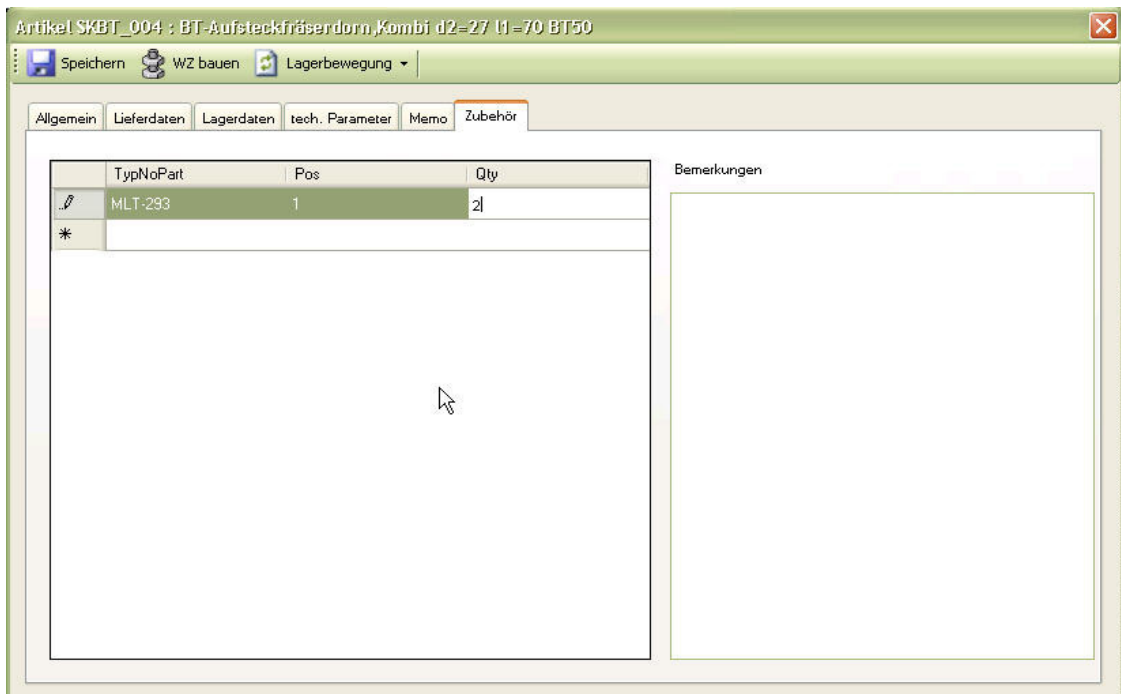 Artikel SKBT_004 : BT-Aufsteckfräserdorn,Kombi d2=27 l1=70 BT50
Speichern WZ bauen Lagerbewegung
Allgemein Lieferdaten Lagerdaten tech. Parameter Memo Zubehör
TypNoPart Pos Qty Bemerkungen
MLT-293 1 2